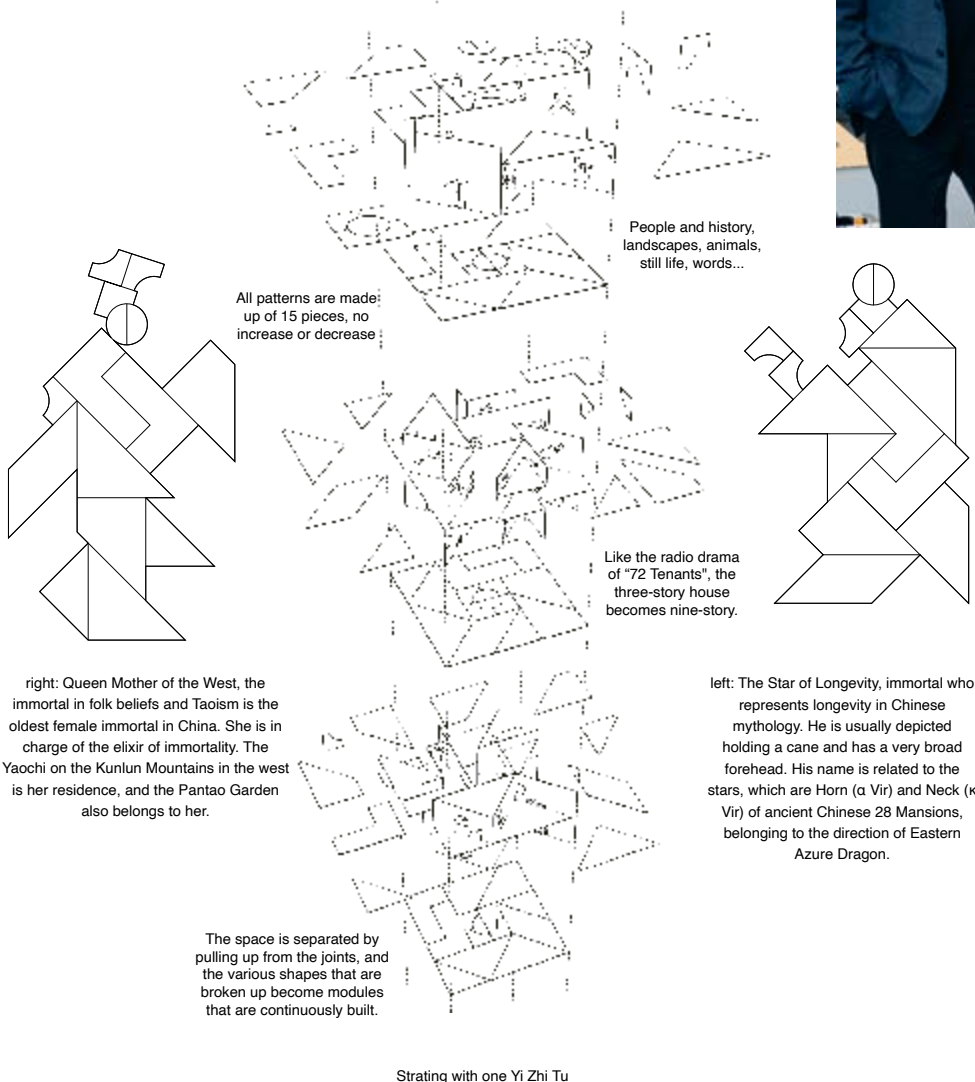 People and history,
landscapes, animals,
still life, words...
All patterns are made
up of 15 pieces, no
increase or decrease
Like the radio drama
of “72 Tenants", the
three-story house
becomes nine-story.
right: Queen Mother of the West, the
immortal in folk beliefs and Taoism is the
oldest female immortal in China. She is in
charge of the elixir of immortality. The
Yaochi on the Kunlun Mountains in the west
is her residence, and the Pantao Garden
also belongs to her.
left: The Star of Longevity, immortal who
represents longevity in Chinese
mythology. He is usually depicted
holding a cane and has a very broad
forehead. His name is related to the
stars, which are Horn (α Vir) and Neck (κ
Vir) of ancient Chinese 28 Mansions,
belonging to the direction of Eastern
Azure Dragon.
The space is separated by
pulling up from the joints, and
the various shapes that are
broken up become modules
that are continuously built.
Strating with one Yi Zhi Tu